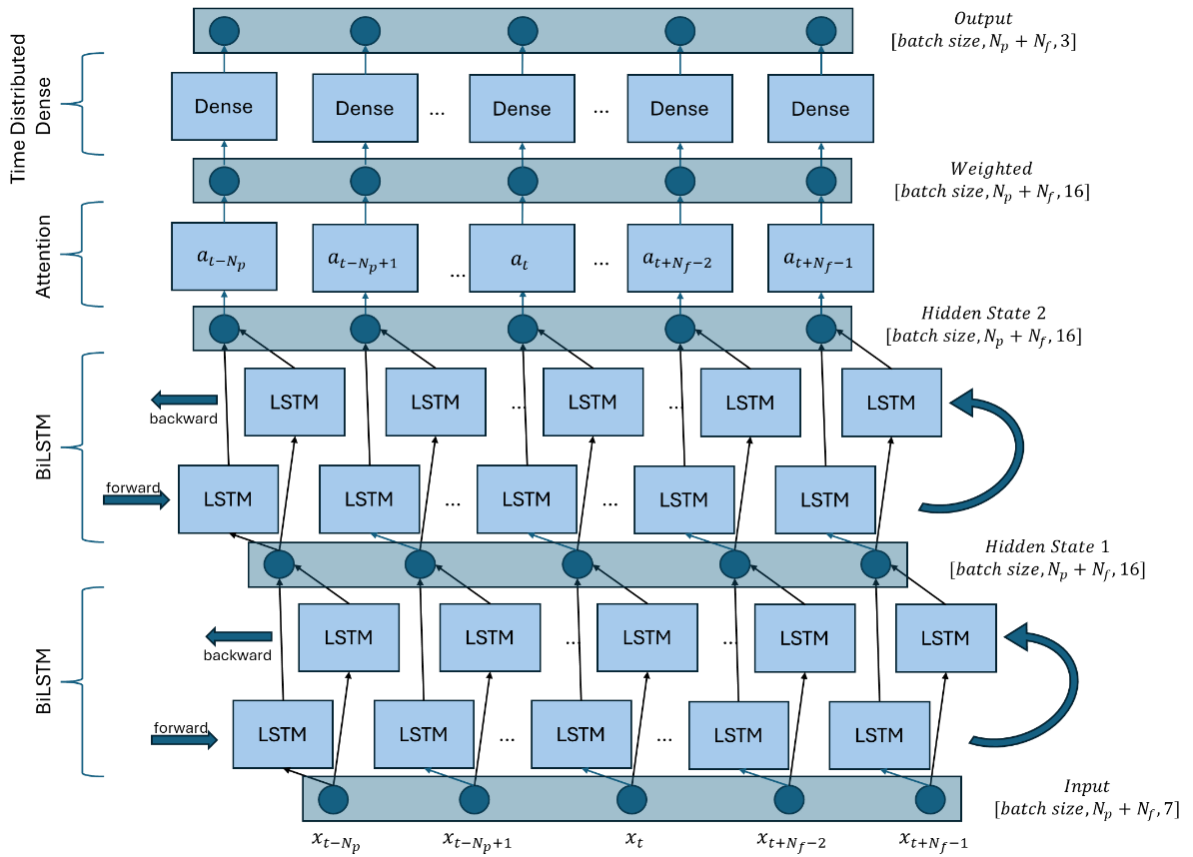 Output
[batch size, N_p + N_f, 3]
Time Distributed
Dense
Dense Dense ... Dense ... Dense Dense
Weighted
[batch size, N_p + N_f, 16]
Attention
a_{t−N_p} a_{t−N_p+1} ... a_t ... a_{t+N_f−2} a_{t+N_f−1}
Hidden State 2
[batch size, N_p + N_f, 16]
BiLSTM
backward
LSTM LSTM ... LSTM ... LSTM LSTM
forward
LSTM LSTM ... LSTM ... LSTM LSTM
Hidden State 1
[batch size, N_p + N_f, 16]
BiLSTM
backward
LSTM LSTM ... LSTM ... LSTM LSTM
forward
LSTM LSTM ... LSTM ... LSTM LSTM
Input
[batch size, N_p + N_f, 7]
x_{t−N_p} x_{t−N_p+1} x_t x_{t+N_f−2} x_{t+N_f−1}